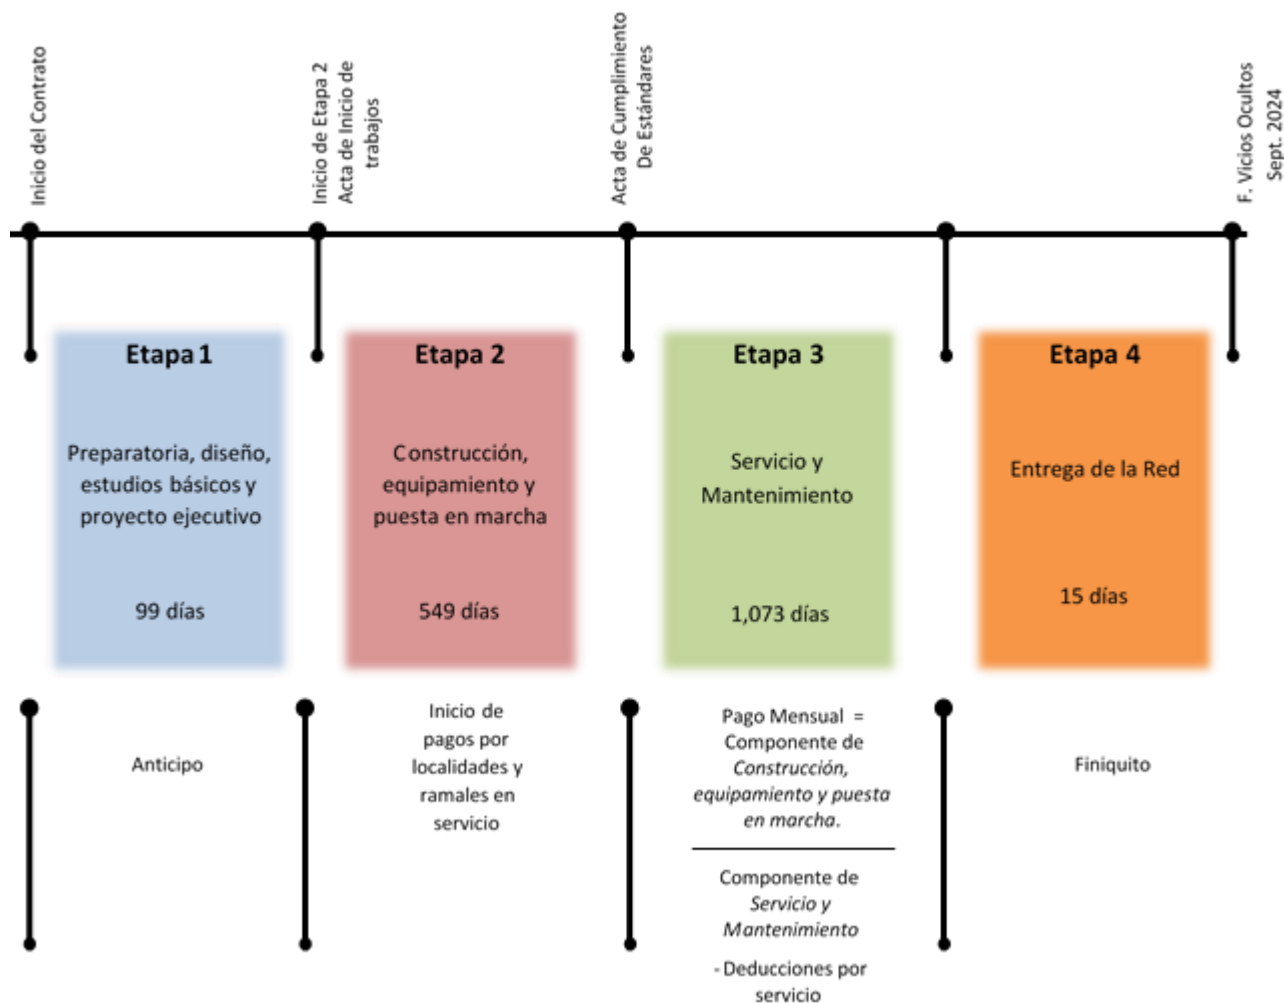 Inicio del Contrato
Inicio de Etapa 2
Acta de Inicio de
trabajos
Acta de Cumplimiento
De Estándares
F. Vicios Ocultos
Sept. 2024
Etapa 1
Preparatoria, diseño,
estudios básicos y
proyecto ejecutivo
99 días
Etapa 2
Construcción,
equipamiento y
puesta en marcha
549 días
Etapa 3
Servicio y
Mantenimiento
1,073 días
Etapa 4
Entrega de la Red
15 días
Anticipo
Inicio de
pagos por
localidades y
ramales en
servicio
Pago Mensual =
Componente de
Construcción,
equipamiento y puesta
en marcha.
Componente de
Servicio y
Mantenimiento
- Deducciones por
servicio
Finiquito